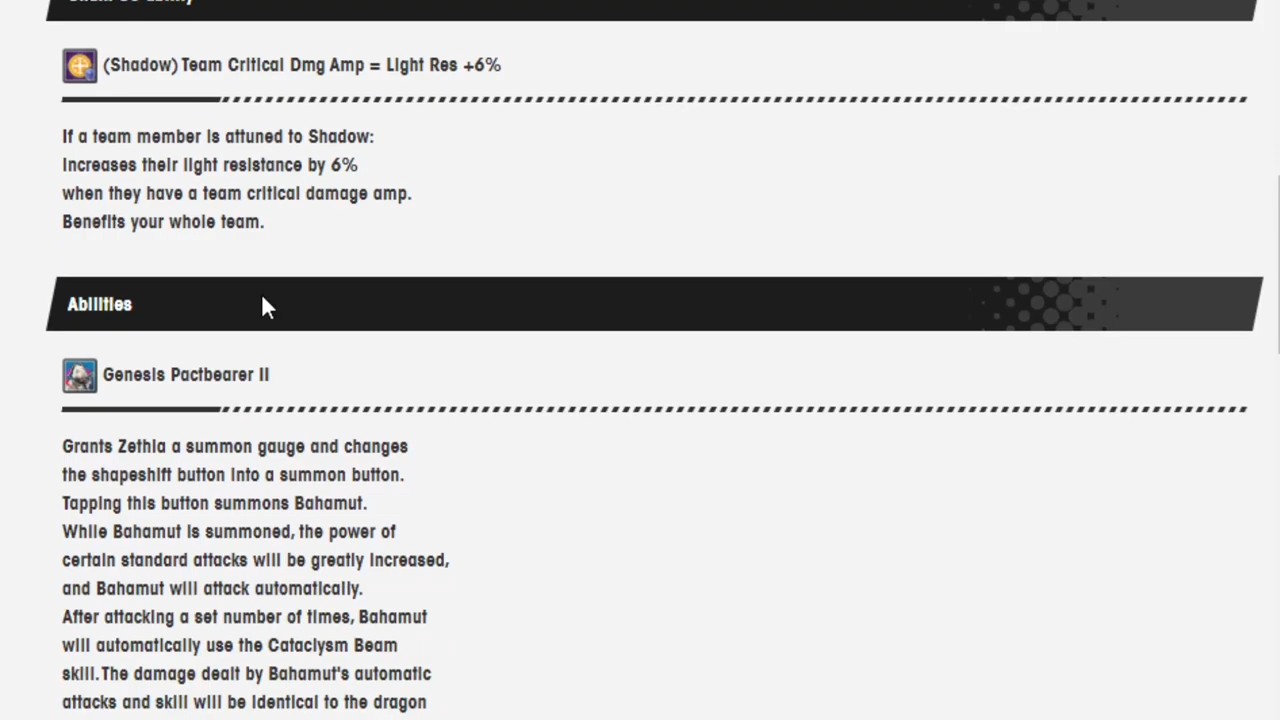 (Shadow) Team Critical Dmg Amp = Light Res +6%
If a team member is attuned to Shadow:
Increases their light resistance by 6%
when they have a team critical damage amp.
Benefits your whole team.
Abilities
Genesis Pactbearer II
Grants Zethia a summon gauge and changes
the shapeshift button into a summon button.
Tapping this button summons Bahamut.
While Bahamut is summoned, the power of
certain standard attacks will be greatly increased,
and Bahamut will attack automatically.
After attacking a set number of times, Bahamut
will automatically use the Cataclysm Beam
skill. The damage dealt by Bahamut's automatic
attacks and skill will be identical to the dragon